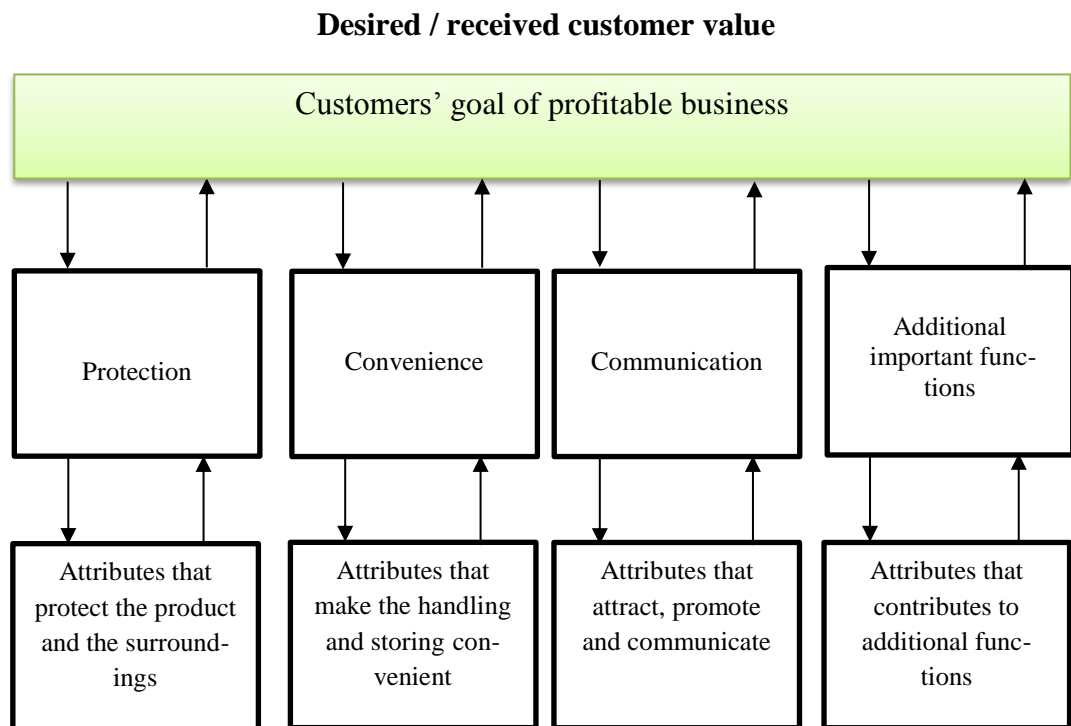 Desired / received customer value
Customers’ goal of profitable business
Protection
Convenience
Communication
Additional
important func-
tions
Attributes that
protect the product
and the surround-
ings
Attributes that
make the handling
and storing con-
venient
Attributes that
attract, promote
and communicate
Attributes that
contributes to
additional func-
tions